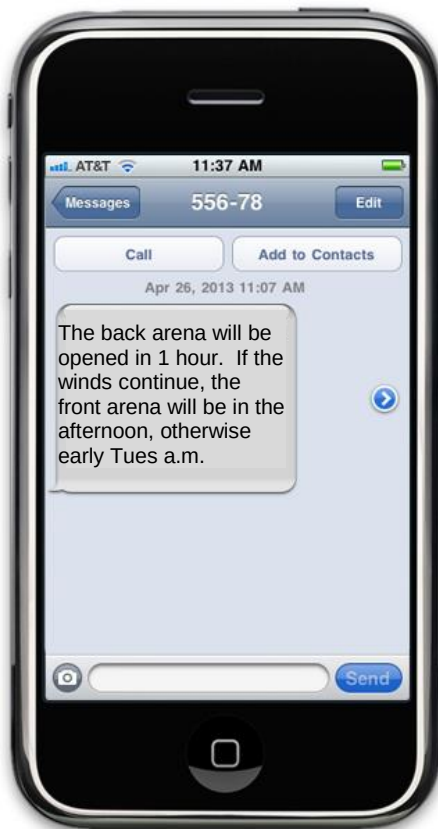 AT&T 11:37 AM
Messages 556-78 Edit
Call Add to Contacts
Apr 26, 2013 11:07 AM
The back arena will be
opened in 1 hour.  If the
winds continue, the
front arena will be in the
afternoon, otherwise
early Tues a.m.
Send